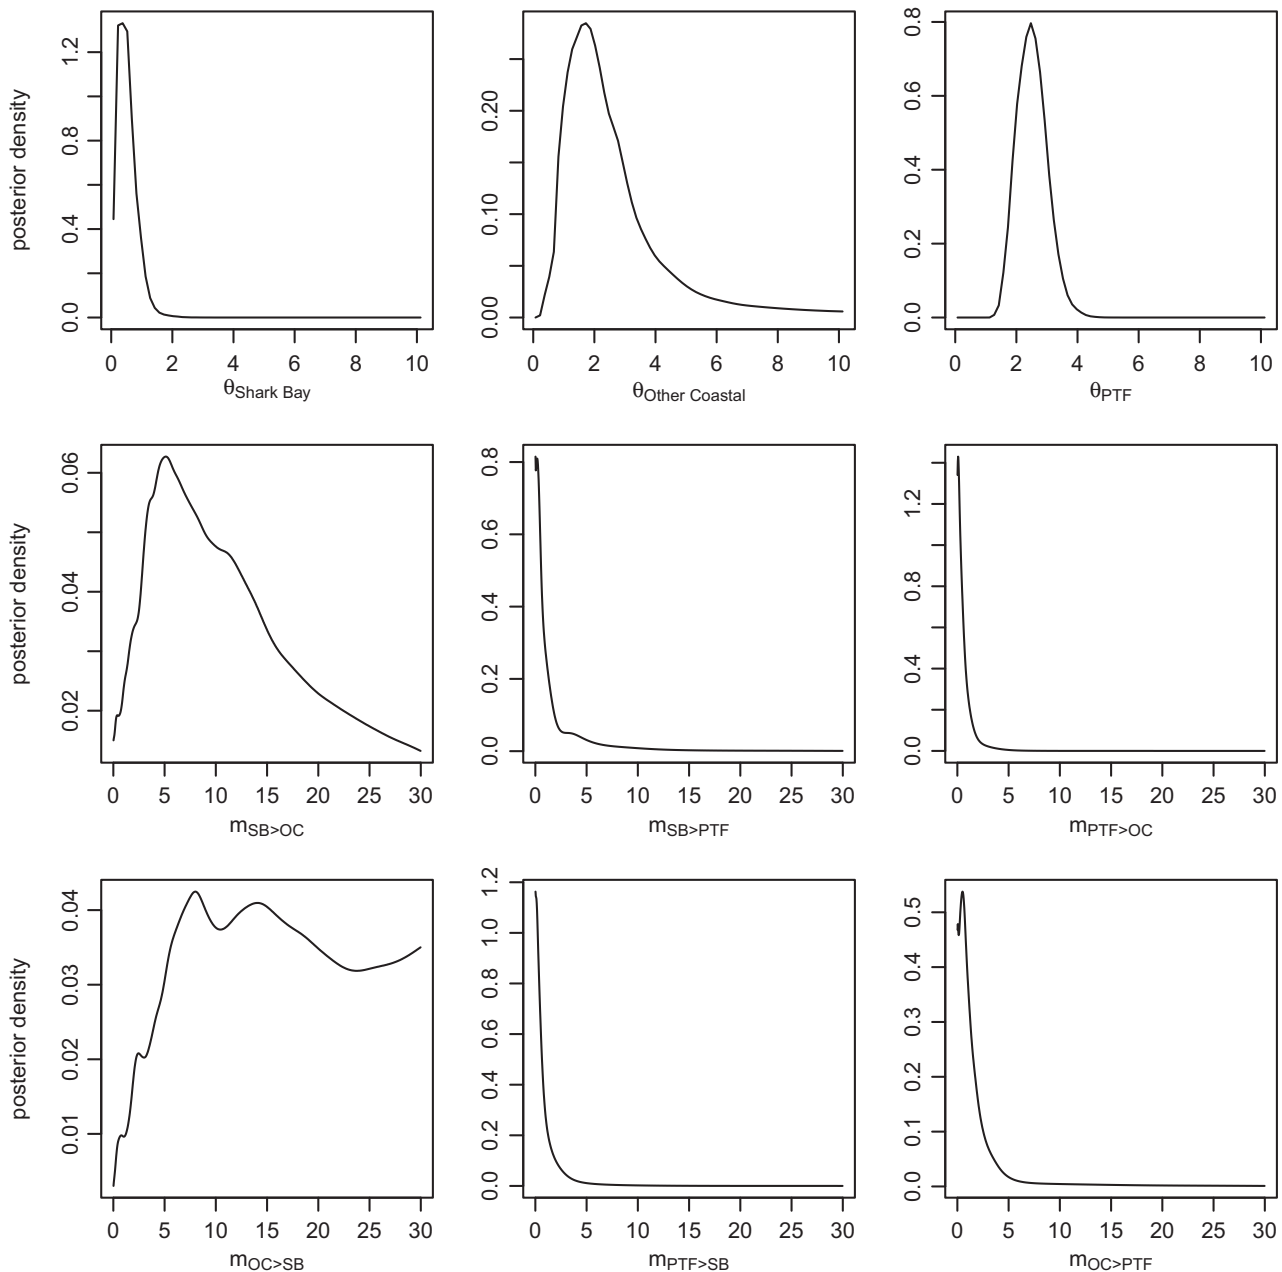 posterior density
0.0 0.4 0.8 1.2
0 2 4 6 8 10
θShark Bay
0.00 0.10 0.20
0 2 4 6 8 10
θOther Coastal
0.0 0.2 0.4 0.6 0.8
0 2 4 6 8 10
θPTF
posterior density
0.02 0.04 0.06
0 5 10 15 20 25 30
mSB>OC
0.0 0.2 0.4 0.6 0.8
0 5 10 15 20 25 30
mSB>PTF
0.0 0.4 0.8 1.2
0 5 10 15 20 25 30
mPTF>OC
posterior density
0.01 0.02 0.03 0.04
0 5 10 15 20 25 30
mOC>SB
0.0 0.2 0.4 0.6 0.8 1.0 1.2
0 5 10 15 20 25 30
mPTF>SB
0.0 0.1 0.2 0.3 0.4 0.5
0 5 10 15 20 25 30
mOC>PTF